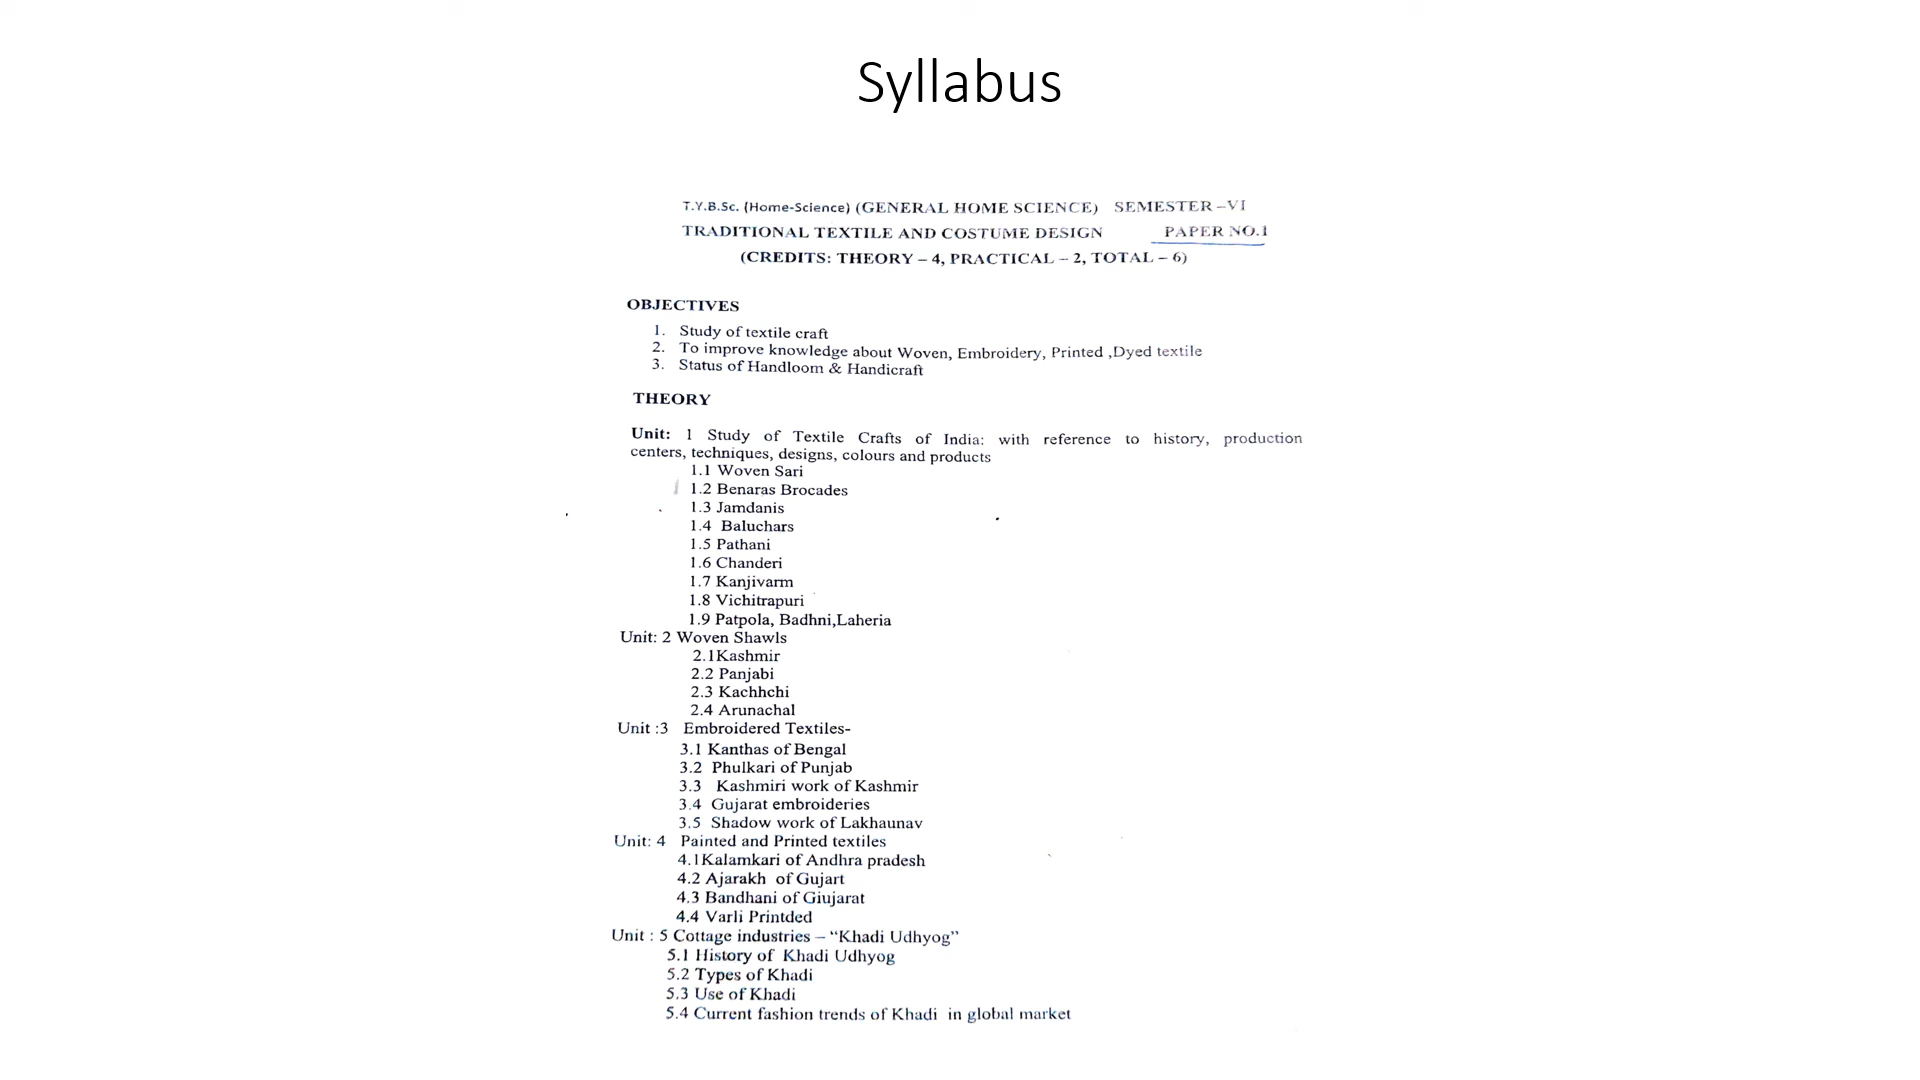 Syllabus
T.Y.B.Sc. (Home-Science) (GENERAL HOME SCIENCE) SEMESTER –VI
TRADITIONAL TEXTILE AND COSTUME DESIGN PAPER NO.1
(CREDITS: THEORY – 4, PRACTICAL – 2, TOTAL – 6)
OBJECTIVES
1. Study of textile craft
2. To improve knowledge about Woven, Embroidery, Printed ,Dyed textile
3. Status of Handloom & Handicraft
THEORY
Unit: 1 Study of Textile Crafts of India: with reference to history, production
centers, techniques, designs, colours and products
1.1 Woven Sari
1.2 Benaras Brocades
1.3 Jamdanis
1.4 Baluchars
1.5 Pathani
1.6 Chanderi
1.7 Kanjivarm
1.8 Vichitrapuri
1.9 Patpola, Badhni,Laheria
Unit: 2 Woven Shawls
2.1Kashmir
2.2 Panjabi
2.3 Kachhchi
2.4 Arunachal
Unit :3 Embroidered Textiles-
3.1 Kanthas of Bengal
3.2 Phulkari of Punjab
3.3 Kashmiri work of Kashmir
3.4 Gujarat embroideries
3.5 Shadow work of Lakhaunav
Unit: 4 Painted and Printed textiles
4.1Kalamkari of Andhra pradesh
4.2 Ajarakh of Gujart
4.3 Bandhani of Giujarat
4.4 Varli Printded
Unit : 5 Cottage industries – “Khadi Udhyog”
5.1 History of Khadi Udhyog
5.2 Types of Khadi
5.3 Use of Khadi
5.4 Current fashion trends of Khadi in global market